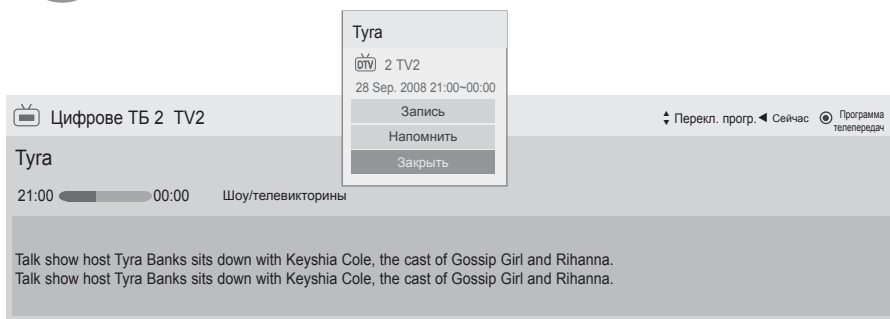 Tyra
DTV 2 TV2
28 Sep. 2008 21:00~00:00
Запись
Напомнить
Закрыть
Цифрове ТБ 2 TV2
Перекл. прогр. Сейчас Программа телепередач
Tyra
21:00 00:00 Шоу/телевикторины
Talk show host Tyra Banks sits down with Keyshia Cole, the cast of Gossip Girl and Rihanna.
Talk show host Tyra Banks sits down with Keyshia Cole, the cast of Gossip Girl and Rihanna.